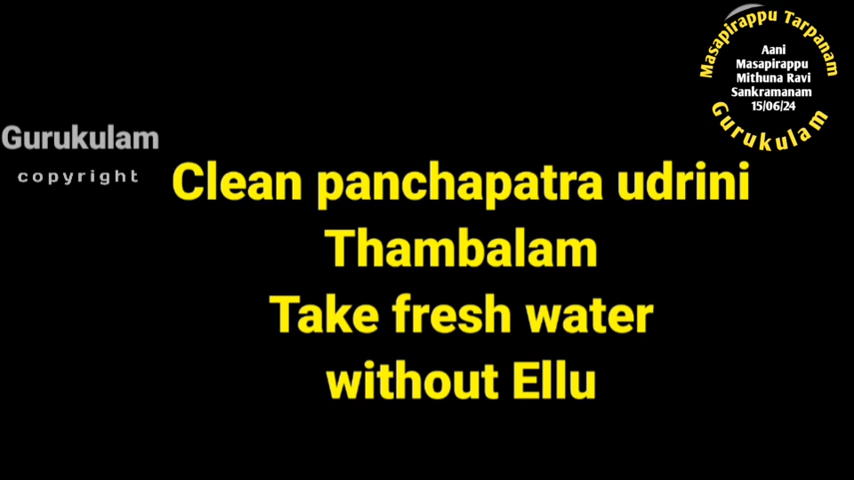 Masapirappu Tarpanam
Aani
Masapirappu
Mithuna Ravi
Sankramanam
15/06/24
Gurukulam
Gurukulam
copyright
Clean panchapatra udrini
Thambalam
Take fresh water
without Ellu